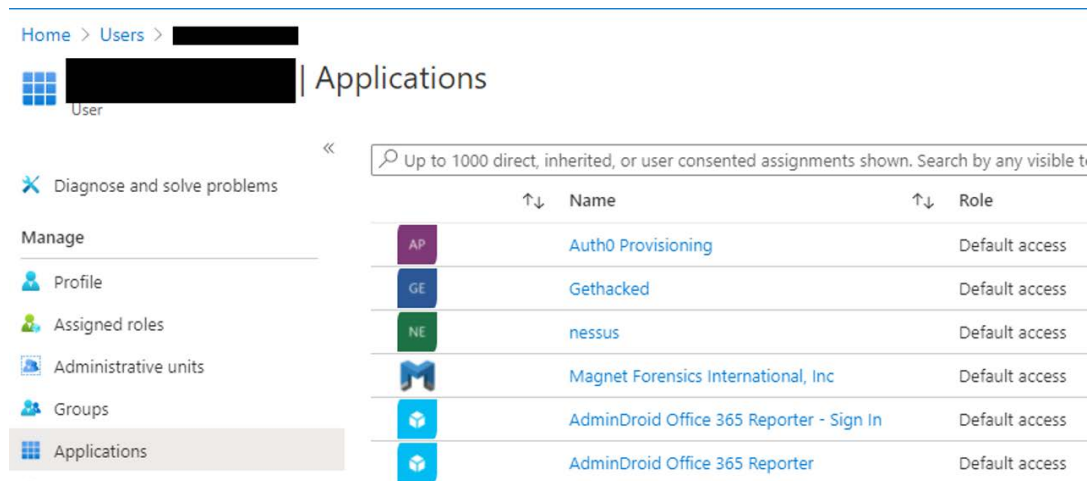 Home > Users >
| Applications
User
«
Up to 1000 direct, inherited, or user consented assignments shown. Search by any visible
Diagnose and solve problems
↑↓ Name ↑↓ Role
Manage
AP Auth0 Provisioning Default access
Profile
GE Gethacked Default access
Assigned roles
NE nessus Default access
Administrative units
Magnet Forensics International, Inc Default access
Groups
AdminDroid Office 365 Reporter - Sign In Default access
Applications
AdminDroid Office 365 Reporter Default access